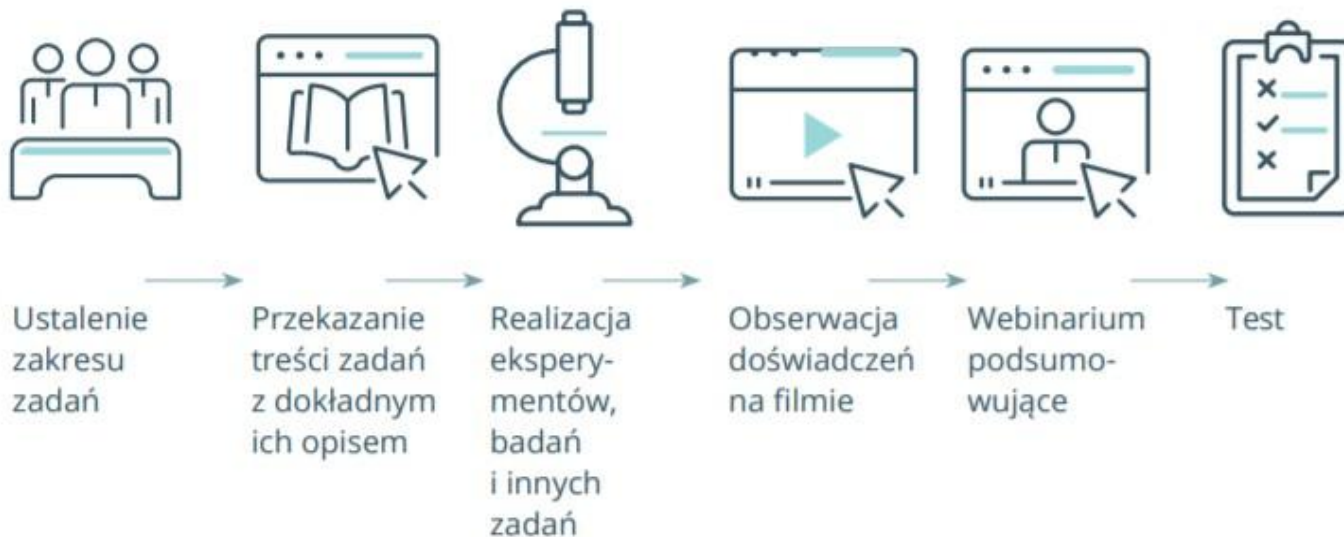 Ustalenie
zakresu
zadań
Przekazanie
treści zadań
z dokładnym
ich opisem
Realizacja
ekspery-
mentów,
badań
i innych
zadań
Obserwacja
doświadczeń
na filmie
Webinarium
podsumo-
wujące
Test